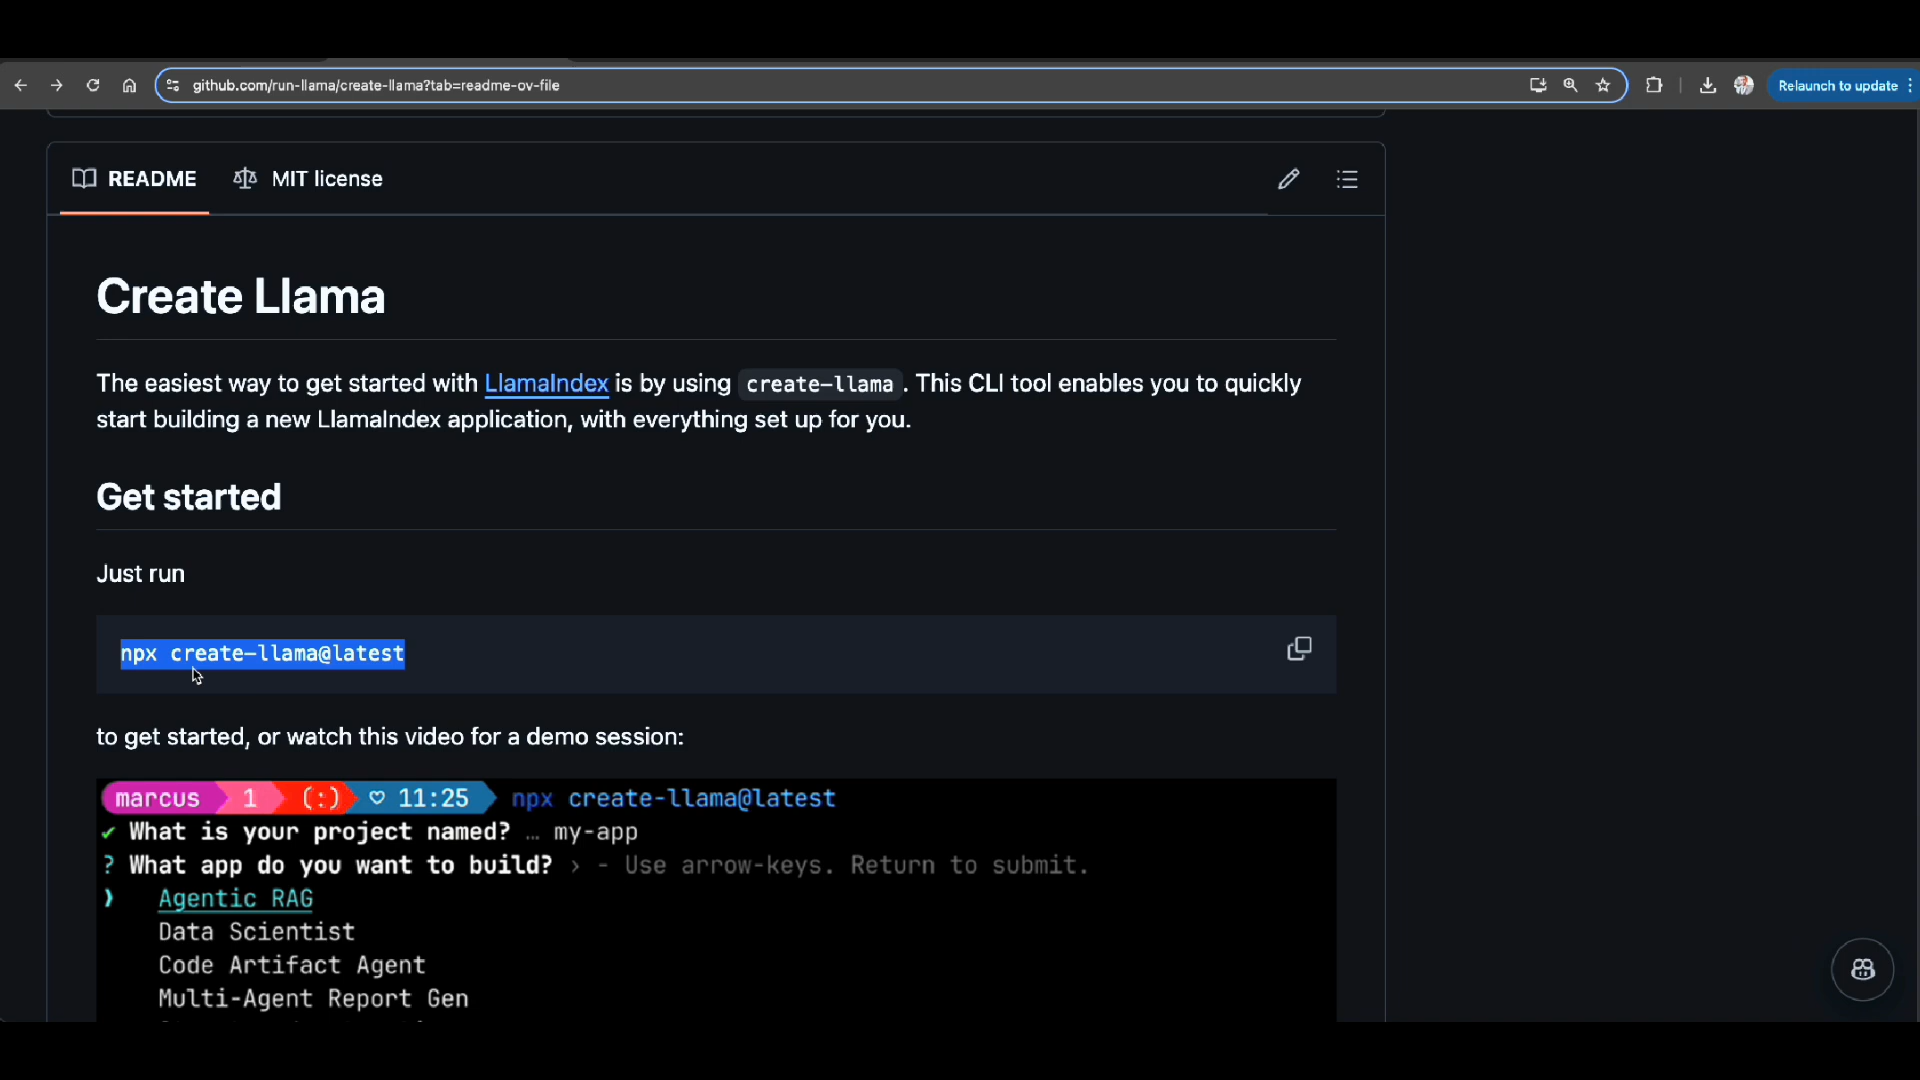 github.com/run-llama/create-llama?tab=readme-ov-file
Relaunch to update
README
MIT license
Create Llama
The easiest way to get started with LlamaIndex is by using create-llama. This CLI tool enables you to quickly
start building a new LlamaIndex application, with everything set up for you.
Get started
Just run
npx create-llama@latest
to get started, or watch this video for a demo session:
marcus 1 (:) ♡ 11:25 npx create-llama@latest
✔ What is your project named? … my-app
? What app do you want to build? › - Use arrow-keys. Return to submit.
❯ Agentic RAG
Data Scientist
Code Artifact Agent
Multi-Agent Report Gen